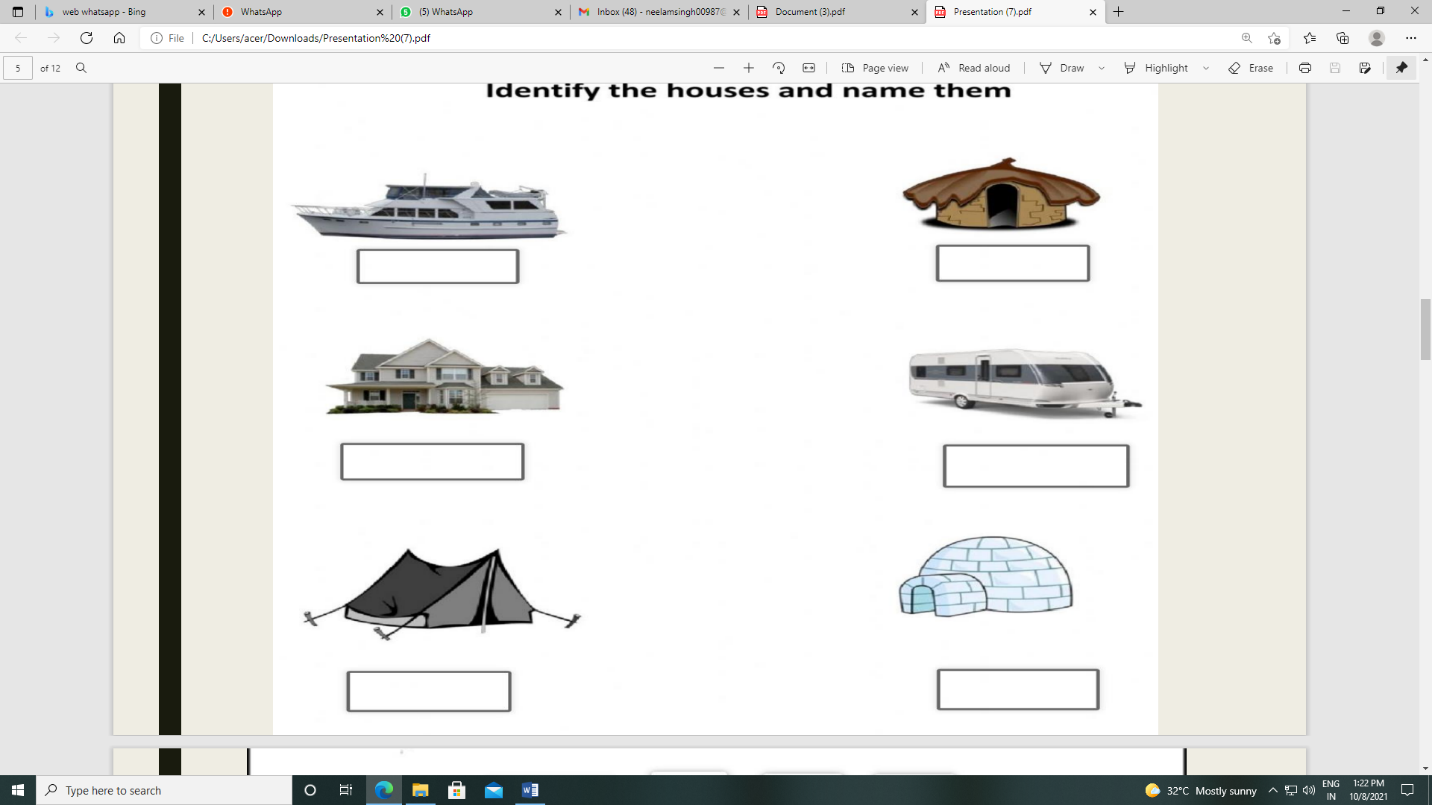 web whatsapp - Bing
WhatsApp
(5) WhatsApp
Inbox (48) - neelamsingh00987@
Document (3).pdf
Presentation (7).pdf
File
C:/Users/acer/Downloads/Presentation%20(7).pdf
5 of 12
Page view
Read aloud
Draw
Highlight
Erase
Identify the houses and name them
Type here to search
32°C Mostly sunny
ENG
IN
1:22 PM
10/8/2021